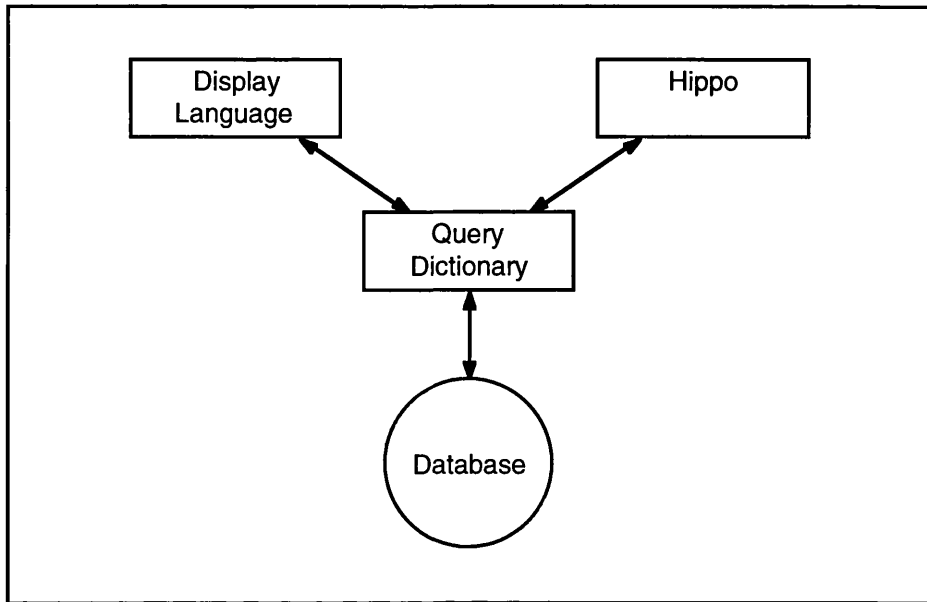 Display
Language
Hippo
Query
Dictionary
Database